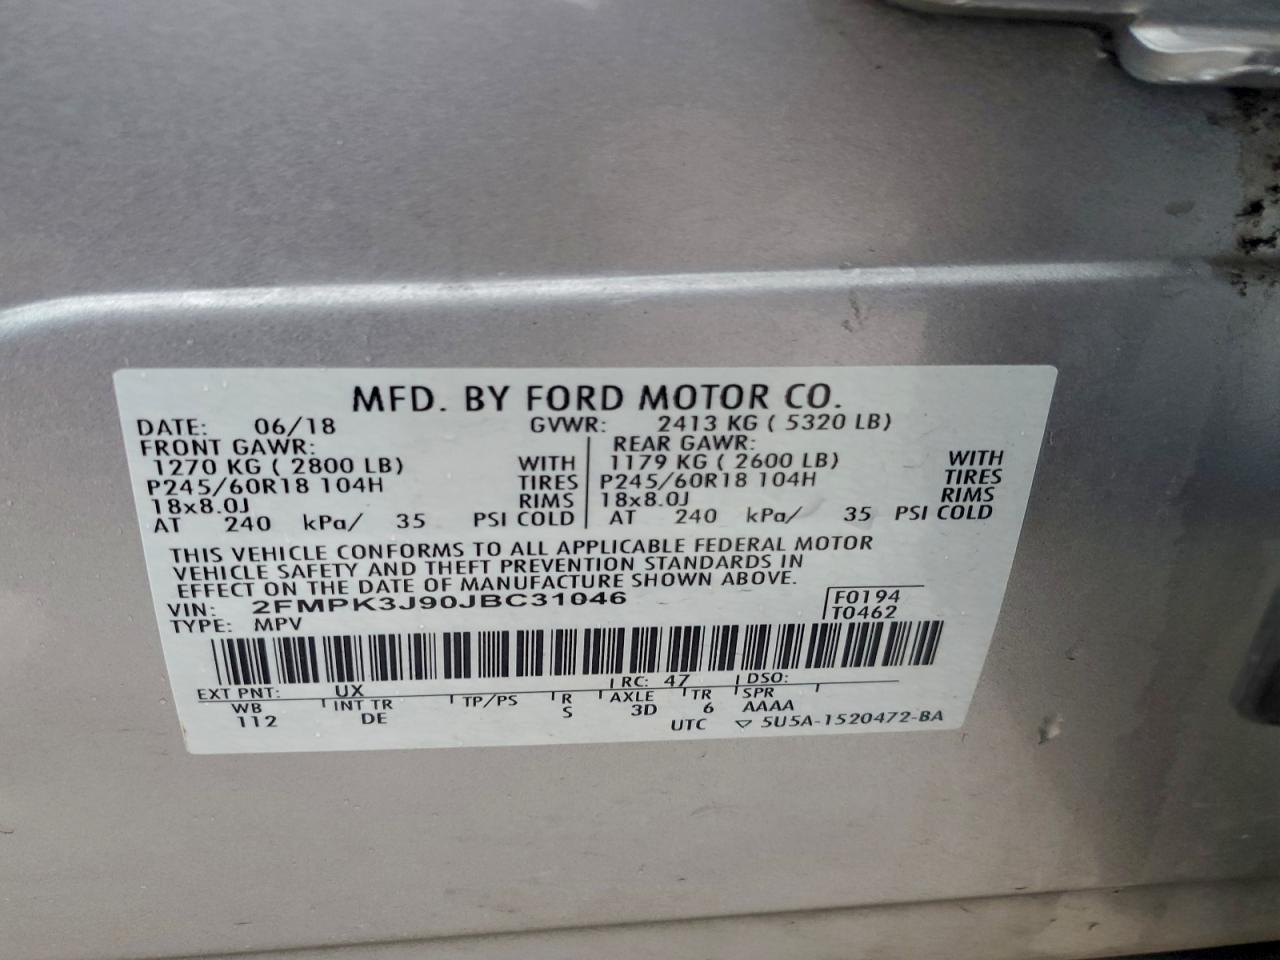 MFD. BY FORD MOTOR CO.
DATE: 06/18 GVWR: 2413 KG ( 5320 LB)
FRONT GAWR: REAR GAWR:
1270 KG ( 2800 LB) WITH 1179 KG ( 2600 LB) WITH
P245/60R18 104H TIRES P245/60R18 104H TIRES
18x8.0J RIMS 18x8.0J RIMS
AT 240 kPa/ 35 PSI COLD AT 240 kPa/ 35 PSI COLD
THIS VEHICLE CONFORMS TO ALL APPLICABLE FEDERAL MOTOR
VEHICLE SAFETY AND THEFT PREVENTION STANDARDS IN
EFFECT ON THE DATE OF MANUFACTURE SHOWN ABOVE.
VIN: 2FMPK3J90JBC31046 F0194
TYPE: MPV T0462
EXT PNT: UX RC: 47 DSO:
WB INT TR TP/PS R AXLE TR SPR
112 DE S 3D 6 AAAA
UTC ▽ 5U5A-1520472-BA